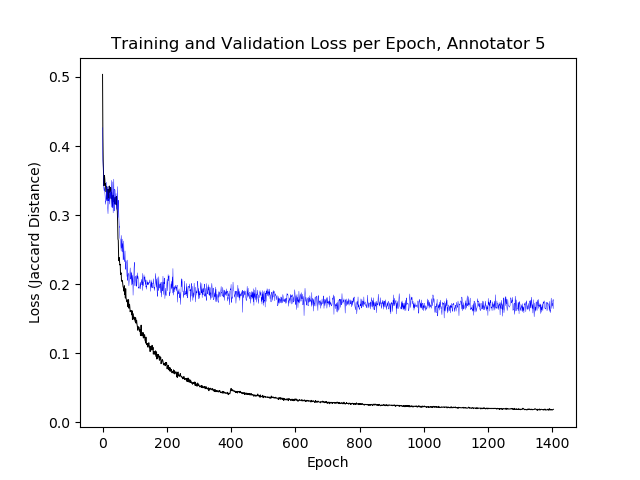 Training and Validation Loss per Epoch, Annotator 5
Loss (Jaccard Distance)
0.5
0.4
0.3
0.2
0.1
0.0
0 200 400 600 800 1000 1200 1400
Epoch